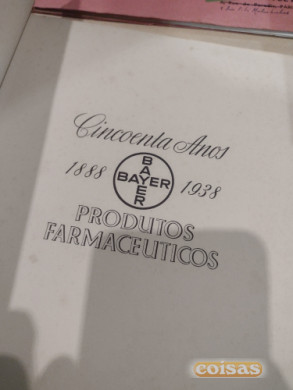 Cincoenta Anos
1888 BAYER BAYER 1938
PRODUTOS
FARMACEUTICOS
coisas